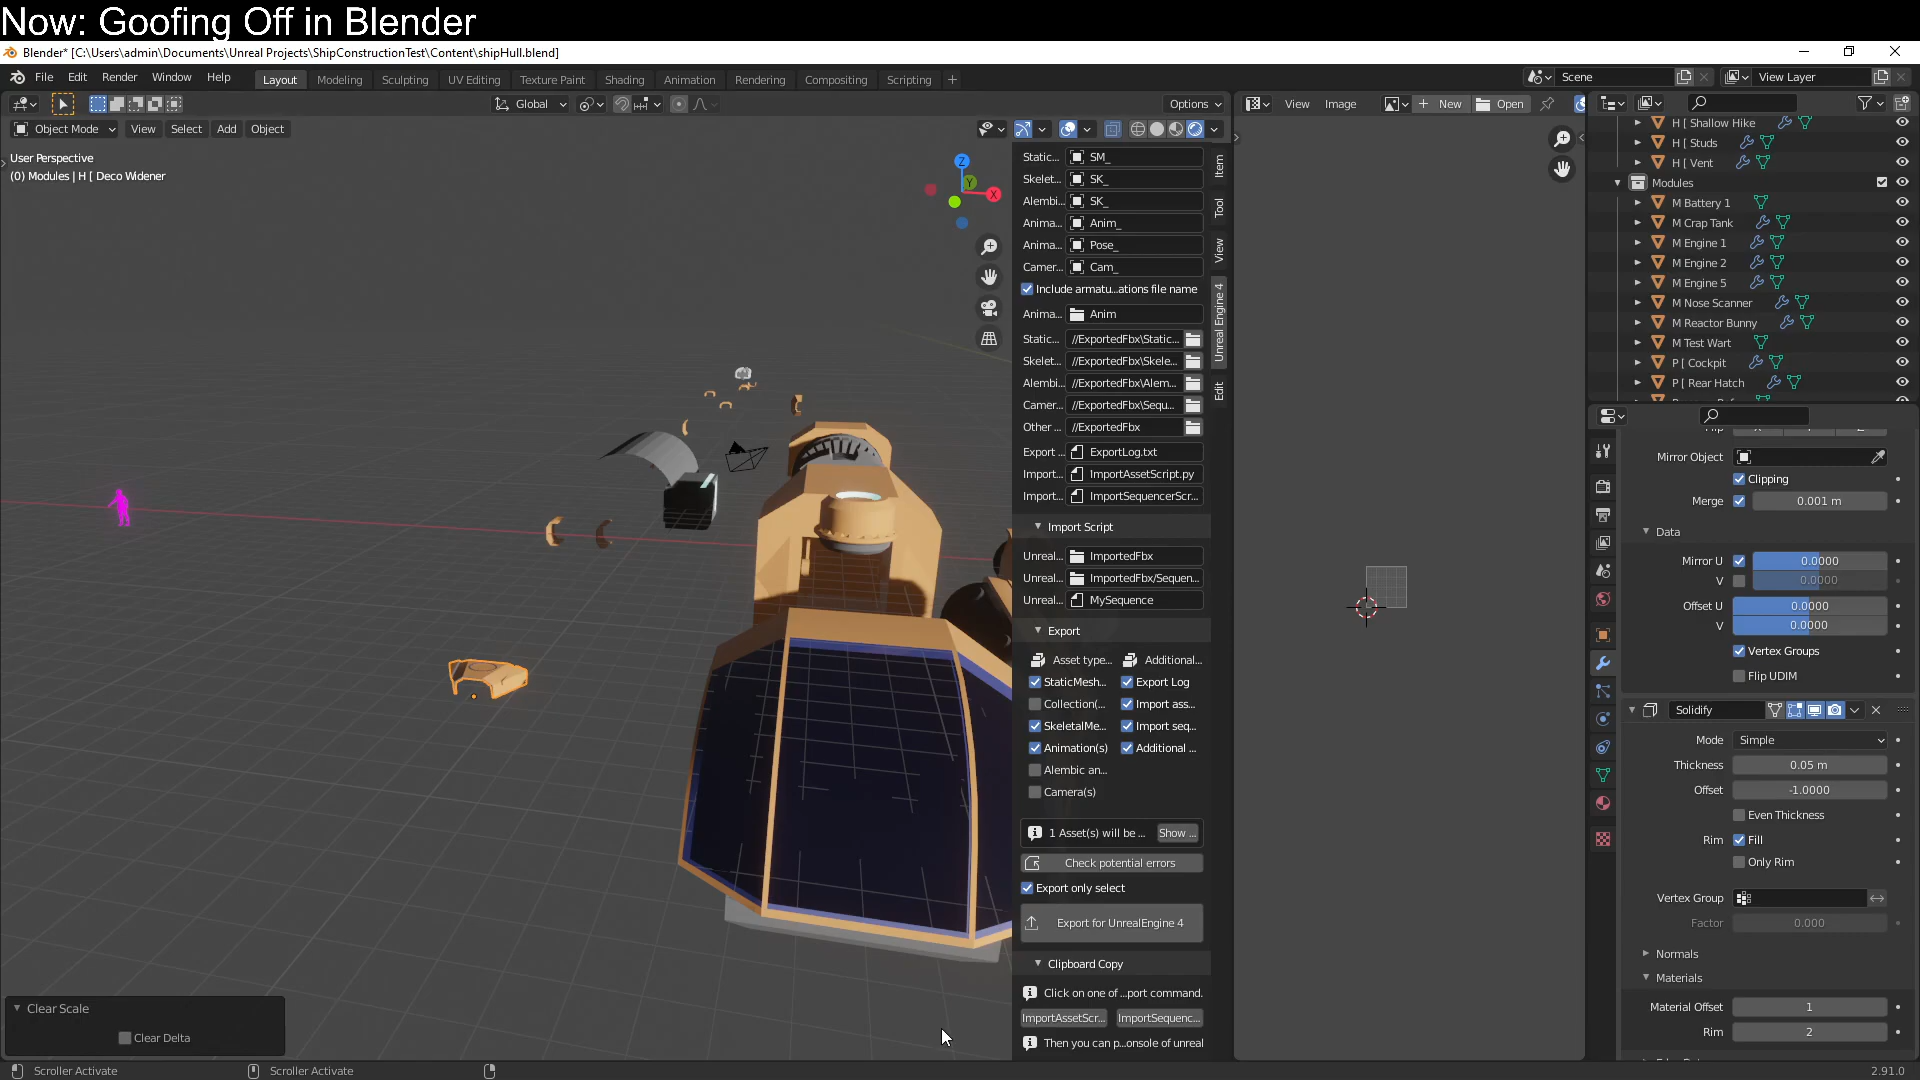 Now: Goofing Off in Blender
Blender* [C:\Users\admin\Documents\Unreal Projects\ShipConstructionTest\Content\shipHull.blend]
File Edit Render Window Help
Layout Modeling Sculpting UV Editing Texture Paint Shading Animation Rendering Compositing Scripting +
Scene
View Layer
Global
Options
View Image
New
Open
Object Mode
View Select Add Object
User Perspective
(0) Modules | H [ Deco Widener
Z
Y
X
Static... SM_
Skelet... SK_
Alembi... SK_
Anima... Anim_
Anima... Pose_
Camer... Cam_
Include armatu...ations file name
Anima... Anim
Static... //ExportedFbx\Static...
Skelet... //ExportedFbx\Skele...
Alembi... //ExportedFbx\Alem...
Camer... //ExportedFbx\Sequ...
Other ... //ExportedFbx
Export ... ExportLog.txt
Import... ImportAssetScript.py
Import... ImportSequencerScr...
Import Script
Unreal... ImportedFbx
Unreal... ImportedFbx/Sequen...
Unreal... MySequence
Export
Asset type... Additional...
StaticMesh... Export Log
Collection(... Import ass...
SkeletalMe... Import seq...
Animation(s) Additional ...
Alembic an...
Camera(s)
1 Asset(s) will be ... Show ...
Check potential errors
Export only select
Export for UnrealEngine 4
Clipboard Copy
Click on one of ...port command.
ImportAssetScr... ImportSequenc...
Then you can p...onsole of unreal
Item
Tool
View
Unreal Engine 4
Edit
H [ Shallow Hike
H [ Studs
H [ Vent
Modules
M Battery 1
M Crap Tank
M Engine 1
M Engine 2
M Engine 5
M Nose Scanner
M Reactor Bunny
M Test Wart
P [ Cockpit
P [ Rear Hatch
Mirror Object
Clipping
Merge 0.001 m
Data
Mirror U 0.0000
V 0.0000
Offset U 0.0000
V 0.0000
Vertex Groups
Flip UDIM
Solidify
Mode Simple
Thickness 0.05 m
Offset -1.0000
Even Thickness
Rim Fill
Only Rim
Vertex Group
Factor 0.000
Normals
Materials
Material Offset 1
Rim 2
Clear Scale
Clear Delta
Scroller Activate
Scroller Activate
2.91.0